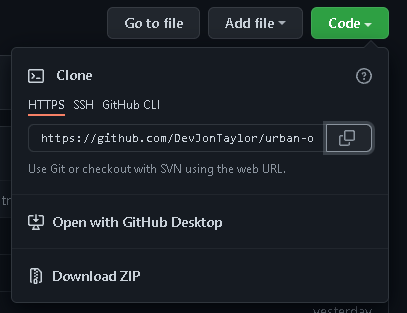 Go to file Add file Code
Clone
HTTPS SSH GitHub CLI
https://github.com/DevJonTaylor/urban-o
Use Git or checkout with SVN using the web URL.
tr
Open with GitHub Desktop
Download ZIP
yesterday